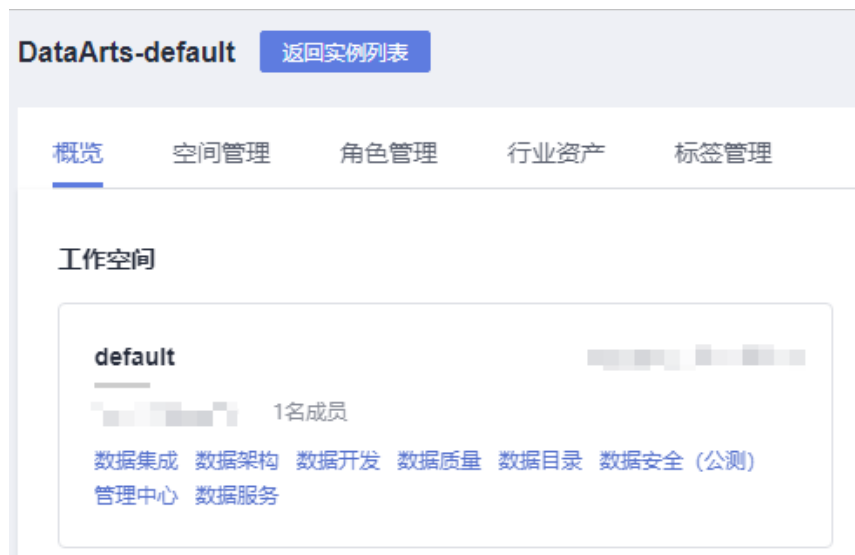 DataArts-default 返回实例列表
概览 空间管理 角色管理 行业资产 标签管理
工作空间
default
1名成员
数据集成 数据架构 数据开发 数据质量 数据目录 数据安全（公测）
管理中心 数据服务